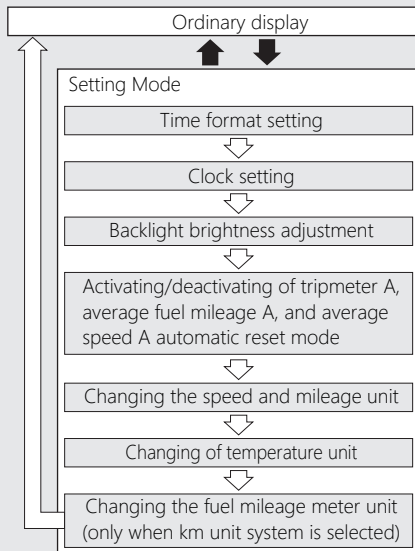 Ordinary display
Setting Mode
Time format setting
Clock setting
Backlight brightness adjustment
Activating/deactivating of tripmeter A,
average fuel mileage A, and average
speed A automatic reset mode
Changing the speed and mileage unit
Changing of temperature unit
Changing the fuel mileage meter unit
(only when km unit system is selected)